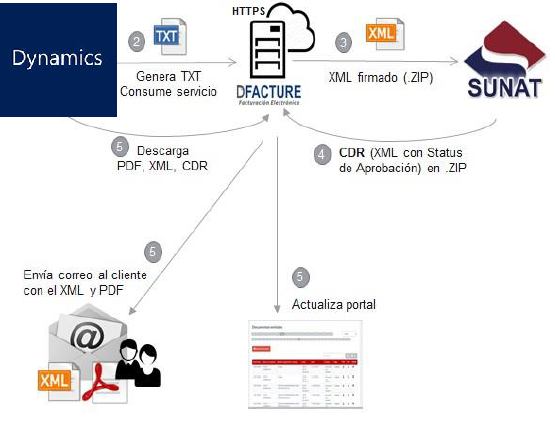 HTTPS
Dynamics
2
TXT
3
XML
Genera TXT
Consume servicio
DFACTURE
Facturación Electrónica
XML firmado (.ZIP)
SUNAT
5
Descarga
PDF, XML, CDR
4
CDR (XML con Status
de Aprobación) en .ZIP
5
Envía correo al cliente
con el XML y PDF
5
Actualiza portal
@
XML